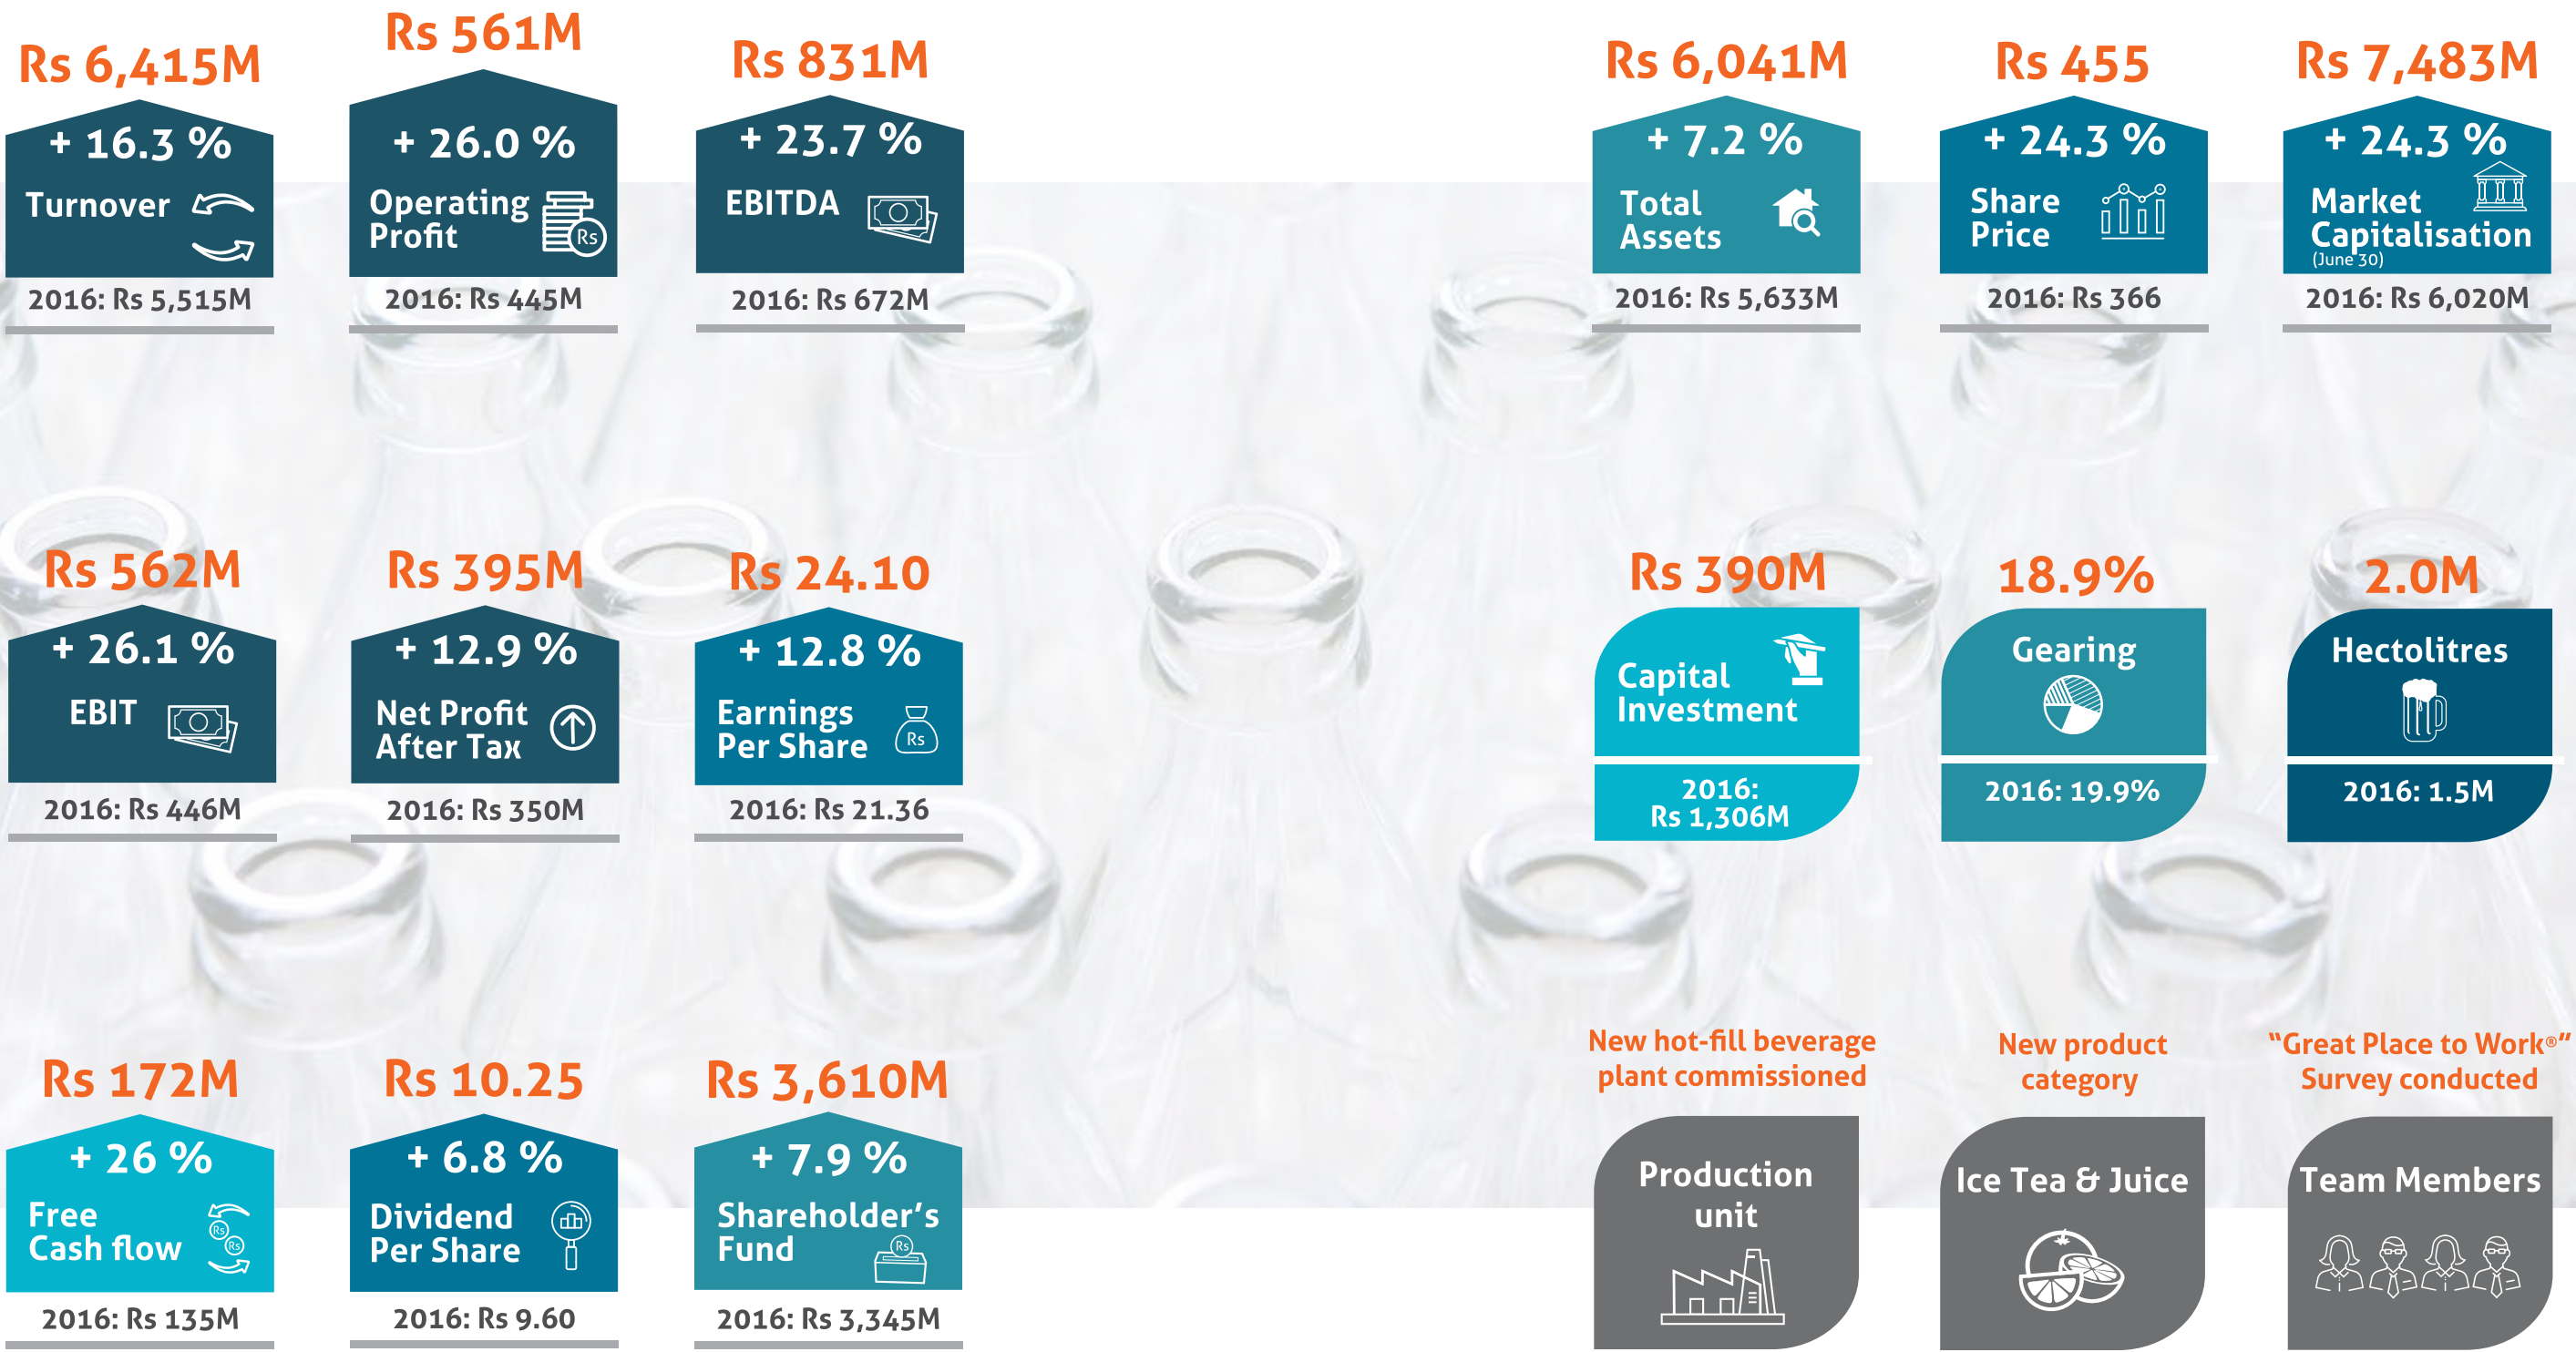 Rs 6,415M
+ 16.3 %
Turnover
2016: Rs 5,515M
Rs 561M
+ 26.0 %
Operating
Profit
Rs
2016: Rs 445M
Rs 831M
+ 23.7 %
EBITDA
2016: Rs 672M
Rs 6,041M
+ 7.2 %
Total
Assets
2016: Rs 5,633M
Rs 455
+ 24.3 %
Share
Price
2016: Rs 366
Rs 7,483M
+ 24.3 %
Market
Capitalisation
(June 30)
2016: Rs 6,020M
Rs 562M
+ 26.1 %
EBIT
2016: Rs 446M
Rs 395M
+ 12.9 %
Net Profit
After Tax
2016: Rs 350M
Rs 24.10
+ 12.8 %
Earnings
Per Share
Rs
2016: Rs 21.36
Rs 390M
Capital
Investment
2016:
Rs 1,306M
18.9%
Gearing
2016: 19.9%
2.0M
Hectolitres
2016: 1.5M
Rs 172M
+ 26 %
Free
Cash flow
Rs
Rs
2016: Rs 135M
Rs 10.25
+ 6.8 %
Dividend
Per Share
2016: Rs 9.60
Rs 3,610M
+ 7.9 %
Shareholder’s
Fund
Rs
2016: Rs 3,345M
New hot-fill beverage
plant commissioned
Production
unit
New product
category
Ice Tea & Juice
“Great Place to Work®”
Survey conducted
Team Members